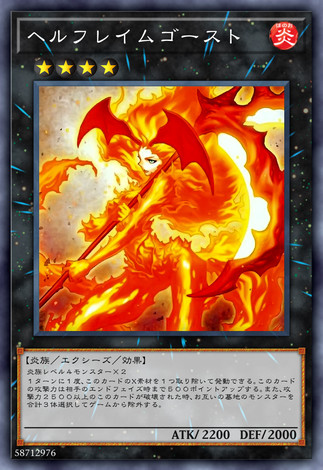 ヘルフレイムゴースト
炎
【炎族／エクシーズ／効果】
炎族レベル4モンスター×２
１ターンに１度、このカードのX素材を１つ取り除いて発動できる。このカード
の攻撃力は相手のエンドフェイズ時まで５００ポイントアップする。また、攻
撃力２５００以上のこのカードが破壊された時、お互いの墓地のモンスターを
合計３体選択してゲームから除外する。
ATK/ 2200 DEF/ 2000
58712976